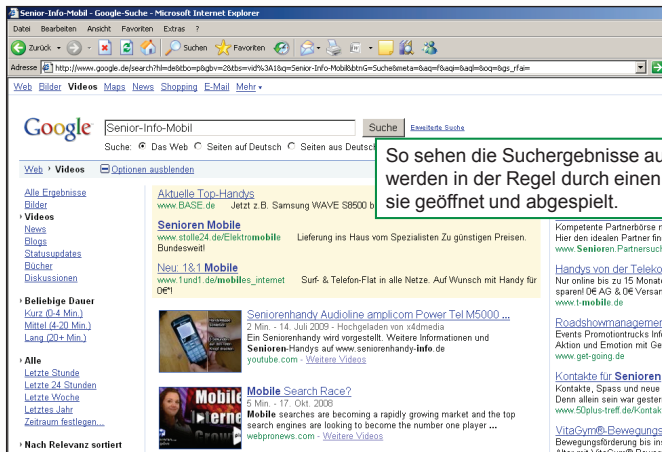 Senior-Info-Mobil - Google-Suche - Microsoft Internet Explorer
Datei Bearbeiten Ansicht Favoriten Extras ?
Zurück Suchen Favoriten
Adresse http://www.google.de/search?hl=de&tbo=p&gbv=2&tbs=vid%3A1&q=Senior-Info-Mobil&btnG=Suche&meta=&aq=f&aqi=&aql=&oq=&gs_rfai=
Web Bilder Videos Maps News Shopping E-Mail Mehr
Google
Senior-Info-Mobil
Suche
Erweiterte Suche
Suche: Das Web Seiten auf Deutsch Seiten aus Deutsch
So sehen die Suchergebnisse au
werden in der Regel durch einen
sie geöffnet und abgespielt.
Web › Videos
Optionen ausblenden
Alle Ergebnisse
Bilder
Videos
News
Blogs
Statusupdates
Bücher
Diskussionen
Beliebige Dauer
Kurz (0-4 Min.)
Mittel (4-20 Min.)
Lang (20+ Min.)
Alle
Letzte Stunde
Letzte 24 Stunden
Letzte Woche
Letztes Jahr
Zeitraum festlegen...
Nach Relevanz sortiert
Aktuelle Top-Handys
www.BASE.de Jetzt z.B. Samsung WAVE S8500 b
Senioren Mobile
www.stolle24.de/Elektromobile Lieferung ins Haus vom Spezialisten Zu günstigen Preisen.
Bundesweit!
Neu: 1&1 Mobile
www.1und1.de/mobiles_internet Surf- & Telefon-Flat in alle Netze. Auf Wunsch mit Handy für
0€*!
Seniorenhandy Audioline amplicom Power Tel M5000 ...
2 Min. - 14. Juli 2009 - Hochgeladen von x4dmedia
Ein Seniorenhandy wird vorgestellt. Weitere Informationen und
Senioren-Handys auf www.seniorenhandy-info.de
youtube.com - Weitere Videos
Mobile Search Race?
5 Min. - 17. Okt. 2008
Mobile searches are becoming a rapidly growing market and the top
search engines are looking to become the number one player ...
webpronews.com - Weitere Videos
Mobile
Interne
Kompetente Partnerbörse m
Hier den idealen Partner fin
www.Senioren.Partnersuch
Handys von der Teleko
Nur online bis zu 15 Monat
sparen! 0€ AG & 0€ Versan
www.t-mobile.de
Roadshowmanagemen
Events Promotiontrucks Inf
Aktion und Emotion mit Ge
www.get-going.de
Kontakte für Senioren
Kontakte, Spass und neue
Denn allein sein war gester
www.50plus-treff.de/Kontak
VitaGym®-Bewegungs
Bewegungsförderung bis ins